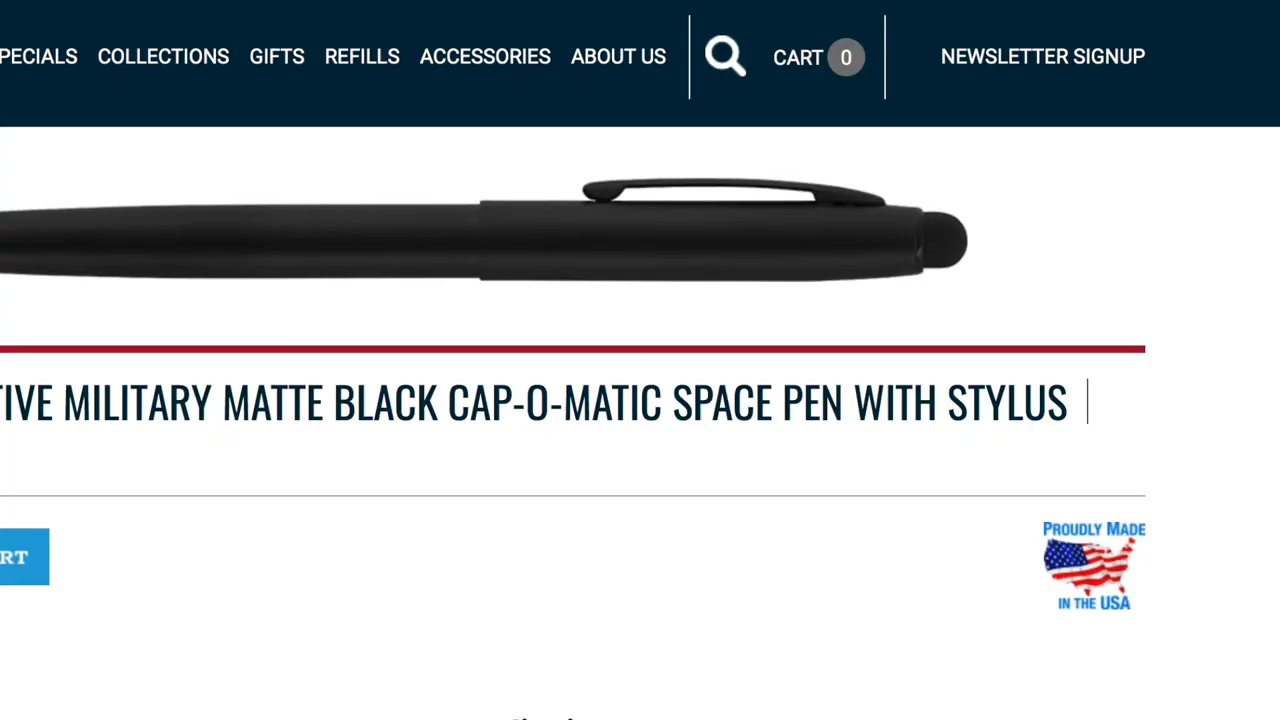 PECIALS COLLECTIONS GIFTS REFILLS ACCESSORIES ABOUT US CART 0 NEWSLETTER SIGNUP
TIVE MILITARY MATTE BLACK CAP-O-MATIC SPACE PEN WITH STYLUS
RT
PROUDLY MADE
IN THE USA